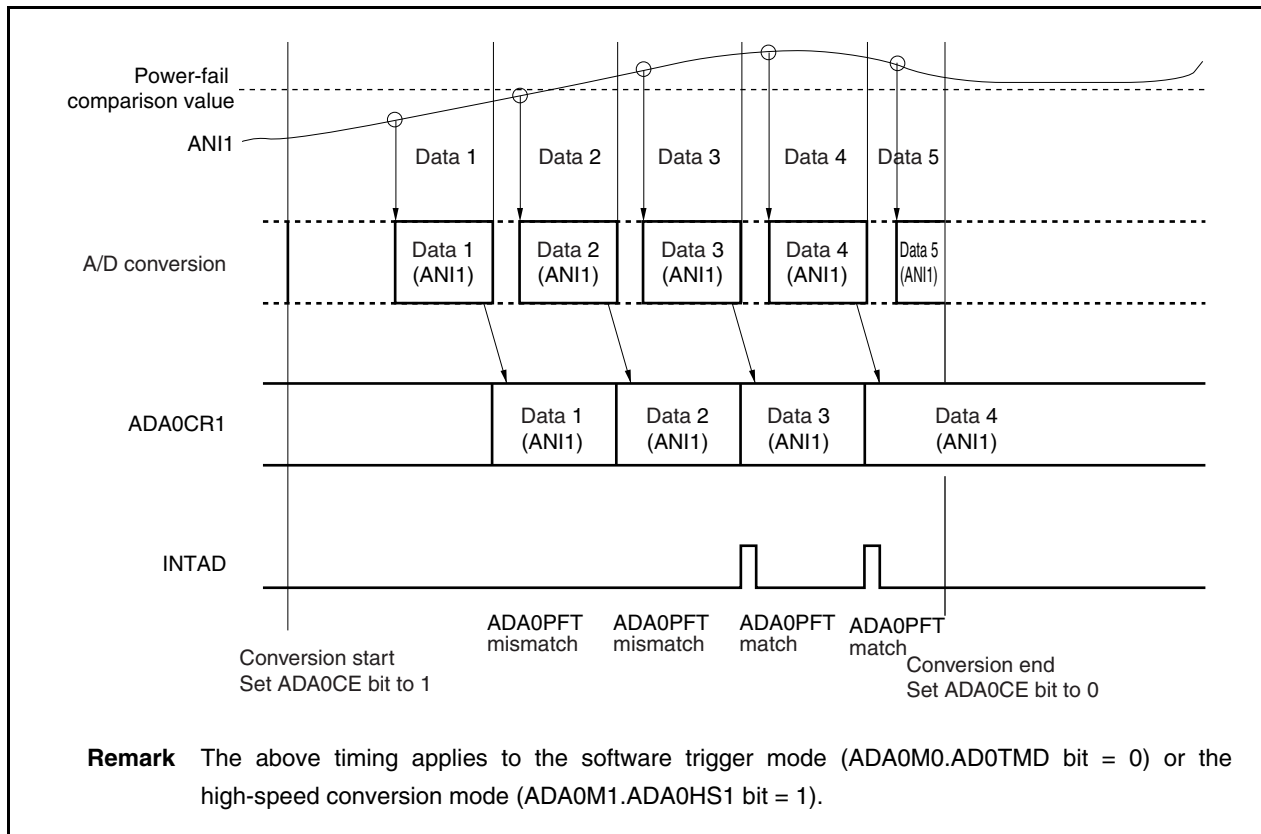 Power-fail
comparison value
ANI1
Data 1
Data 2
Data 3
Data 4
Data 5
A/D conversion
Data 1
(ANI1)
Data 2
(ANI1)
Data 3
(ANI1)
Data 4
(ANI1)
Data 5
(ANI1)
ADA0CR1
Data 1
(ANI1)
Data 2
(ANI1)
Data 3
(ANI1)
Data 4
(ANI1)
INTAD
ADA0PFT
mismatch
ADA0PFT
mismatch
ADA0PFT
match
ADA0PFT
match
Conversion start
Set ADA0CE bit to 1
Conversion end
Set ADA0CE bit to 0
Remark The above timing applies to the software trigger mode (ADA0M0.AD0TMD bit = 0) or the
high-speed conversion mode (ADA0M1.ADA0HS1 bit = 1).